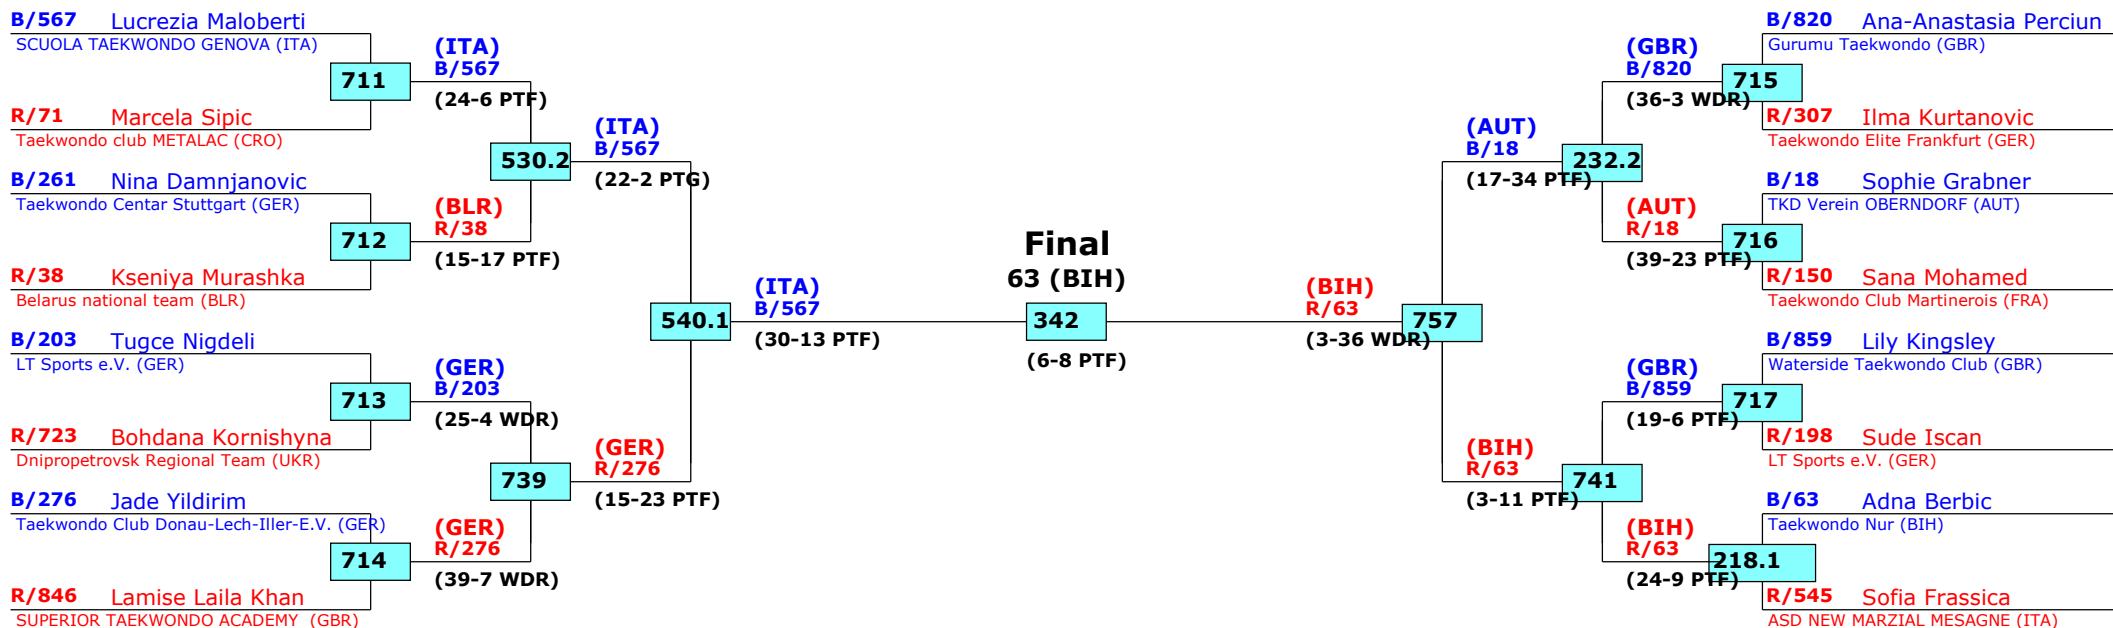 B/567 Lucrezia Maloberti
SCUOLA TAEKWONDO GENOVA (ITA)
711
R/71 Marcela Sipic
Taekwondo club METALAC (CRO)
(ITA)
B/567
(24-6 PTF)
B/261 Nina Damnjanovic
Taekwondo Centar Stuttgart (GER)
712
R/38 Kseniya Murashka
Belarus national team (BLR)
(BLR)
R/38
(15-17 PTF)
530.2
(ITA)
B/567
(22-2 PTG)
B/203 Tugce Nigdeli
LT Sports e.V. (GER)
713
R/723 Bohdana Kornishyna
Dnipropetrovsk Regional Team (UKR)
(GER)
B/203
(25-4 WDR)
B/276 Jade Yildirim
Taekwondo Club Donau-Lech-Iller-E.V. (GER)
714
R/846 Lamise Laila Khan
SUPERIOR TAEKWONDO ACADEMY (GBR)
(GER)
R/276
(39-7 WDR)
739
(GER)
R/276
(15-23 PTF)
540.1
(ITA)
B/567
(30-13 PTF)
Final
63 (BIH)
342
(6-8 PTF)
(BIH)
R/63
(3-36 WDR)
757
(AUT)
B/18
(17-34 PTF)
232.2
(GBR)
B/820
(36-3 WDR)
715
B/820 Ana-Anastasia Perciun
Gurumu Taekwondo (GBR)
R/307 Ilma Kurtanovic
Taekwondo Elite Frankfurt (GER)
(AUT)
R/18
(39-23 PTF)
716
B/18 Sophie Grabner
TKD Verein OBERNDORF (AUT)
R/150 Sana Mohamed
Taekwondo Club Martinerois (FRA)
(BIH)
R/63
(3-11 PTF)
741
(GBR)
B/859
(19-6 PTF)
717
B/859 Lily Kingsley
Waterside Taekwondo Club (GBR)
R/198 Sude Iscan
LT Sports e.V. (GER)
(BIH)
R/63
(24-9 PTF)
218.1
B/63 Adna Berbic
Taekwondo Nur (BIH)
R/545 Sofia Frassica
ASD NEW MARZIAL MESAGNE (ITA)